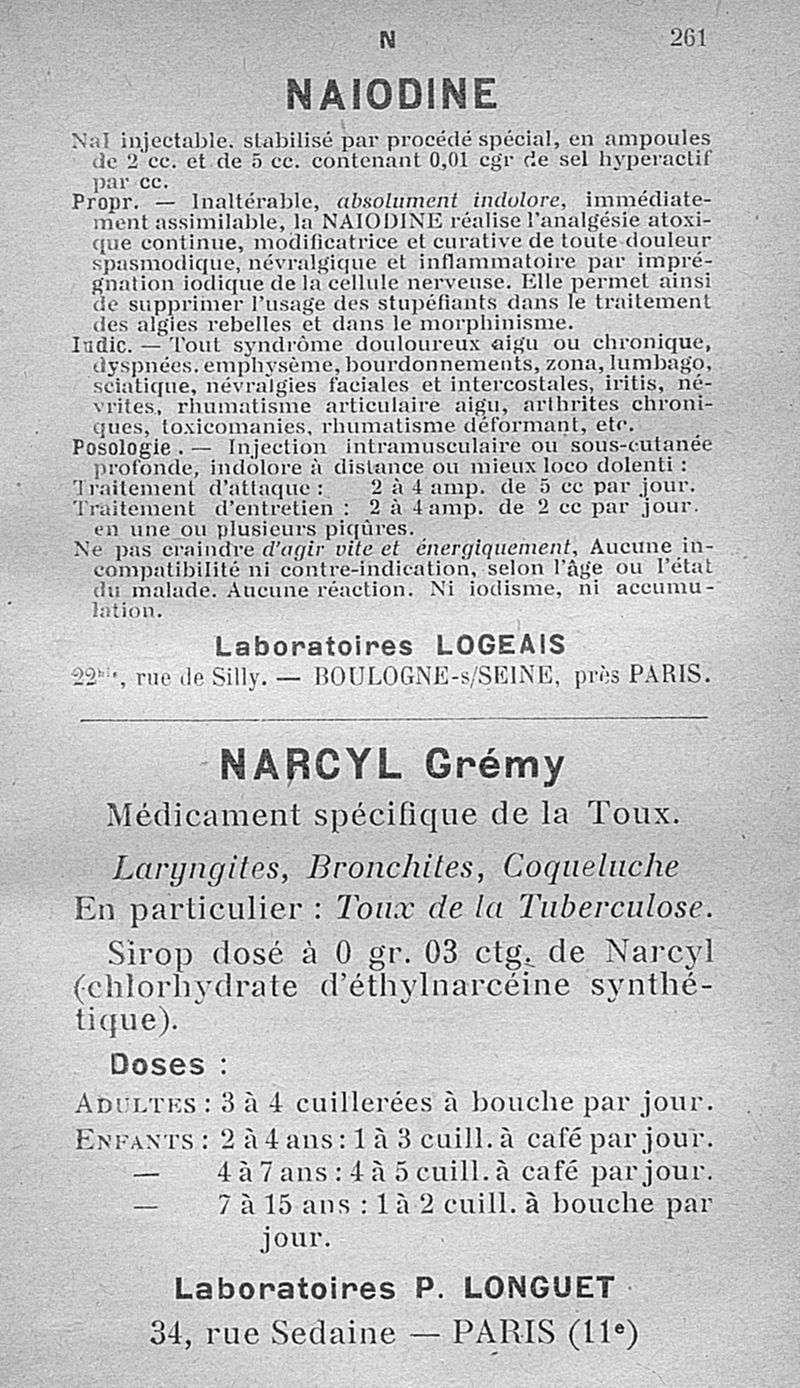 N 261
NAIODINE
NaI injectable. stabilisé par procédé spécial, en ampoules
de 2 cc. et de 5 cc. contenant 0,01 cgr de sel hyperactif
par cc.
Propr. — Inaltérable, absolument indolore, immédiate-
ment assimilable, la NAIODINE réalise l'analgésie atoxi-
que continue, modificatrice et curative de toute douleur
spasmodique, névralgique et inflammatoire par impré-
gnation iodique de la cellule nerveuse. Elle permet ainsi
de supprimer l'usage des stupéfiants dans le traitement
des algies rebelles et dans le morphinisme.
Indic. — Tout syndrôme douloureux aigu ou chronique,
dyspnées, emphysème, bourdonnements, zona, lumbago,
sciatique, névralgies faciales et intercostales, iritis, né-
vrites, rhumatisme articulaire aigu, arthrites chroni-
ques, toxicomanies, rhumatisme déformant, etc.
Posologie . — Injection intramusculaire ou sous-cutanée
profonde, indolore à distance ou mieux loco dolenti :
Traitement d'attaque : 2 à 4 amp. de 5 cc par jour.
Traitement d'entretien : 2 à 4 amp. de 2 cc par jour.
en une ou plusieurs piqûres.
Ne pas craindre d'agir vite et énergiquement, Aucune in-
compatibilité ni contre-indication, selon l'âge ou l'état
du malade. Aucune réaction. Ni iodisme, ni accumu-
lation.
Laboratoires LOGEAIS
22bis, rue de Silly. — BOULOGNE-s/SEINE, près PARIS.
NARCYL Grémy
Médicament spécifique de la Toux.
Laryngites, Bronchites, Coqueluche
En particulier : Toux de la Tuberculose.
Sirop dosé à 0 gr. 03 ctg. de Narcyl
(chlorhydrate d'éthylnarcéine synthé-
tique).
Doses :
ADULTES : 3 à 4 cuillerées à bouche par jour.
ENFANTS : 2 à 4 ans : 1 à 3 cuill. à café par jour.
— 4 à 7 ans : 4 à 5 cuill. à café par jour.
— 7 à 15 ans : 1 à 2 cuill. à bouche par
jour.
Laboratoires P. LONGUET
34, rue Sedaine — PARIS (11e)